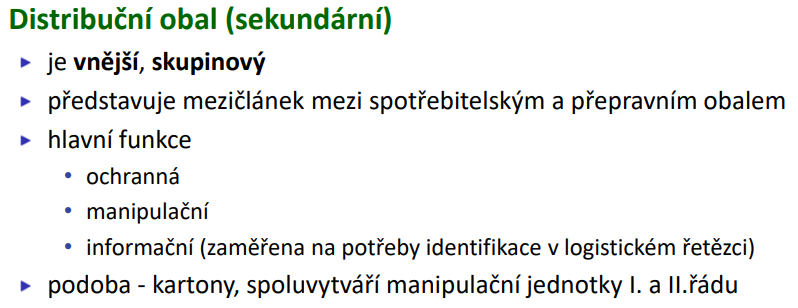 Distribuční obal (sekundární)
je vnější, skupinový
představuje mezičlánek mezi spotřebitelským a přepravním obalem
hlavní funkce
ochranná
manipulační
informační (zaměřena na potřeby identifikace v logistickém řetězci)
podoba - kartony, spoluvytváří manipulační jednotky I. a II.řádu